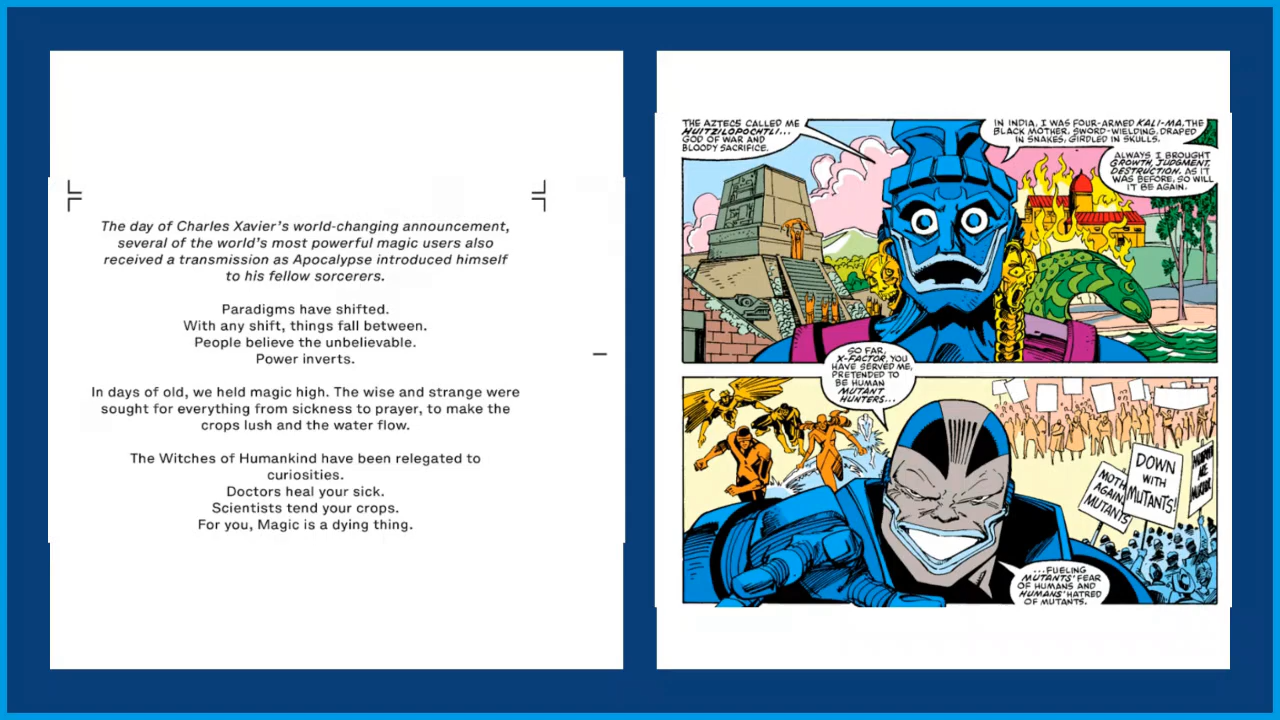 The day of Charles Xavier's world-changing announcement,
several of the world's most powerful magic users also
received a transmission as Apocalypse introduced himself
to his fellow sorcerers.
Paradigms have shifted.
With any shift, things fall between.
People believe the unbelievable.
Power inverts.
In days of old, we held magic high. The wise and strange were
sought for everything from sickness to prayer, to make the
crops lush and the water flow.
The Witches of Humankind have been relegated to
curiosities.
Doctors heal your sick.
Scientists tend your crops.
For you, Magic is a dying thing.
THE AZTECS CALLED ME
HUITZILOPOCHTLI...
GOD OF WAR AND
BLOODY SACRIFICE.
IN INDIA, I WAS FOUR-ARMED KALI-MA, THE
BLACK MOTHER, SWORD-WIELDING, DRAPED
IN SNAKES, GIRDLED IN SKULLS.
ALWAYS I BROUGHT
GROWTH, JUDGMENT,
DESTRUCTION. AS IT
WAS BEFORE, SO WILL
IT BE AGAIN.
SO FAR,
X-FACTOR, YOU
HAVE SERVED ME,
PRETENDED TO
BE HUMAN
MUTANT
HUNTERS...
DOWN
WITH
MUTANTS!
AGAINST
MUTANTS
...FUELING
MUTANTS' FEAR
OF HUMANS AND
HUMANS' HATRED
OF MUTANTS.